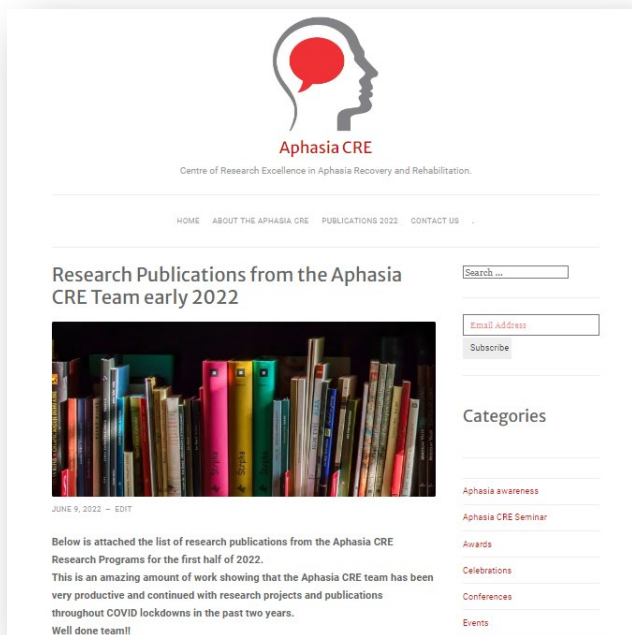 Aphasia CRE
Centre of Research Excellence in Aphasia Recovery and Rehabilitation.
HOME ABOUT THE APHASIA CRE PUBLICATIONS 2022 CONTACT US .
Research Publications from the Aphasia
CRE Team early 2022
JUNE 9, 2022 ~ EDIT
Below is attached the list of research publications from the Aphasia CRE
Research Programs for the first half of 2022.
This is an amazing amount of work showing that the Aphasia CRE team has been
very productive and continued with research projects and publications
throughout COVID lockdowns in the past two years.
Well done team!!
Search ...
Email Address
Subscribe
Categories
Aphasia awareness
Aphasia CRE Seminar
Awards
Celebrations
Conferences
Events